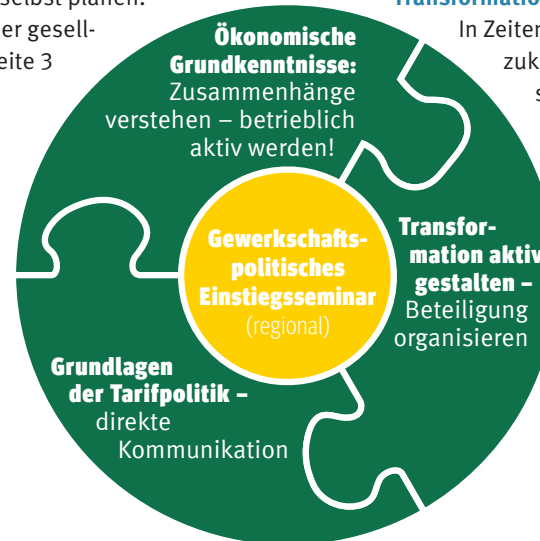 selbst planen.
er gesell-
eite 3
Transformatio
In Zeiten
zuk
s
Ökonomische
Grundkenntnisse:
Zusammenhänge
verstehen – betrieblich
aktiv werden!
Gewerkschafts-
politisches
Einstiegsseminar
(regional)
Transfor-
mation aktiv
gestalten –
Beteiligung
organisieren
Grundlagen
der Tarifpolitik –
direkte
Kommunikation